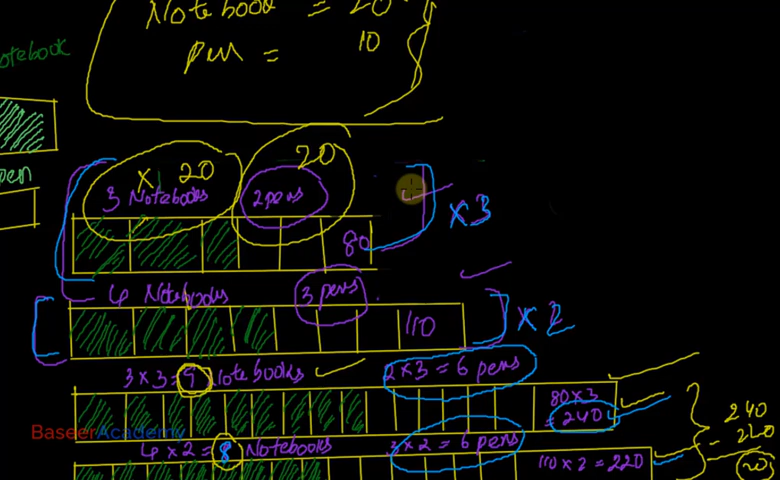 Notebook = 20
Pen = 10
notebook
pen
x 20
20
3 Notebooks
2 pens
x 3
80
4 Notebooks
3 pens
x 2
110
3 x 3 = 9 Notebooks
2 x 3 = 6 pens
80 x 3
= 240
BaseerAcademy
4 x 2 = 8 Notebooks
3 x 2 = 6 pens
110 x 2 = 220
240
- 220
20